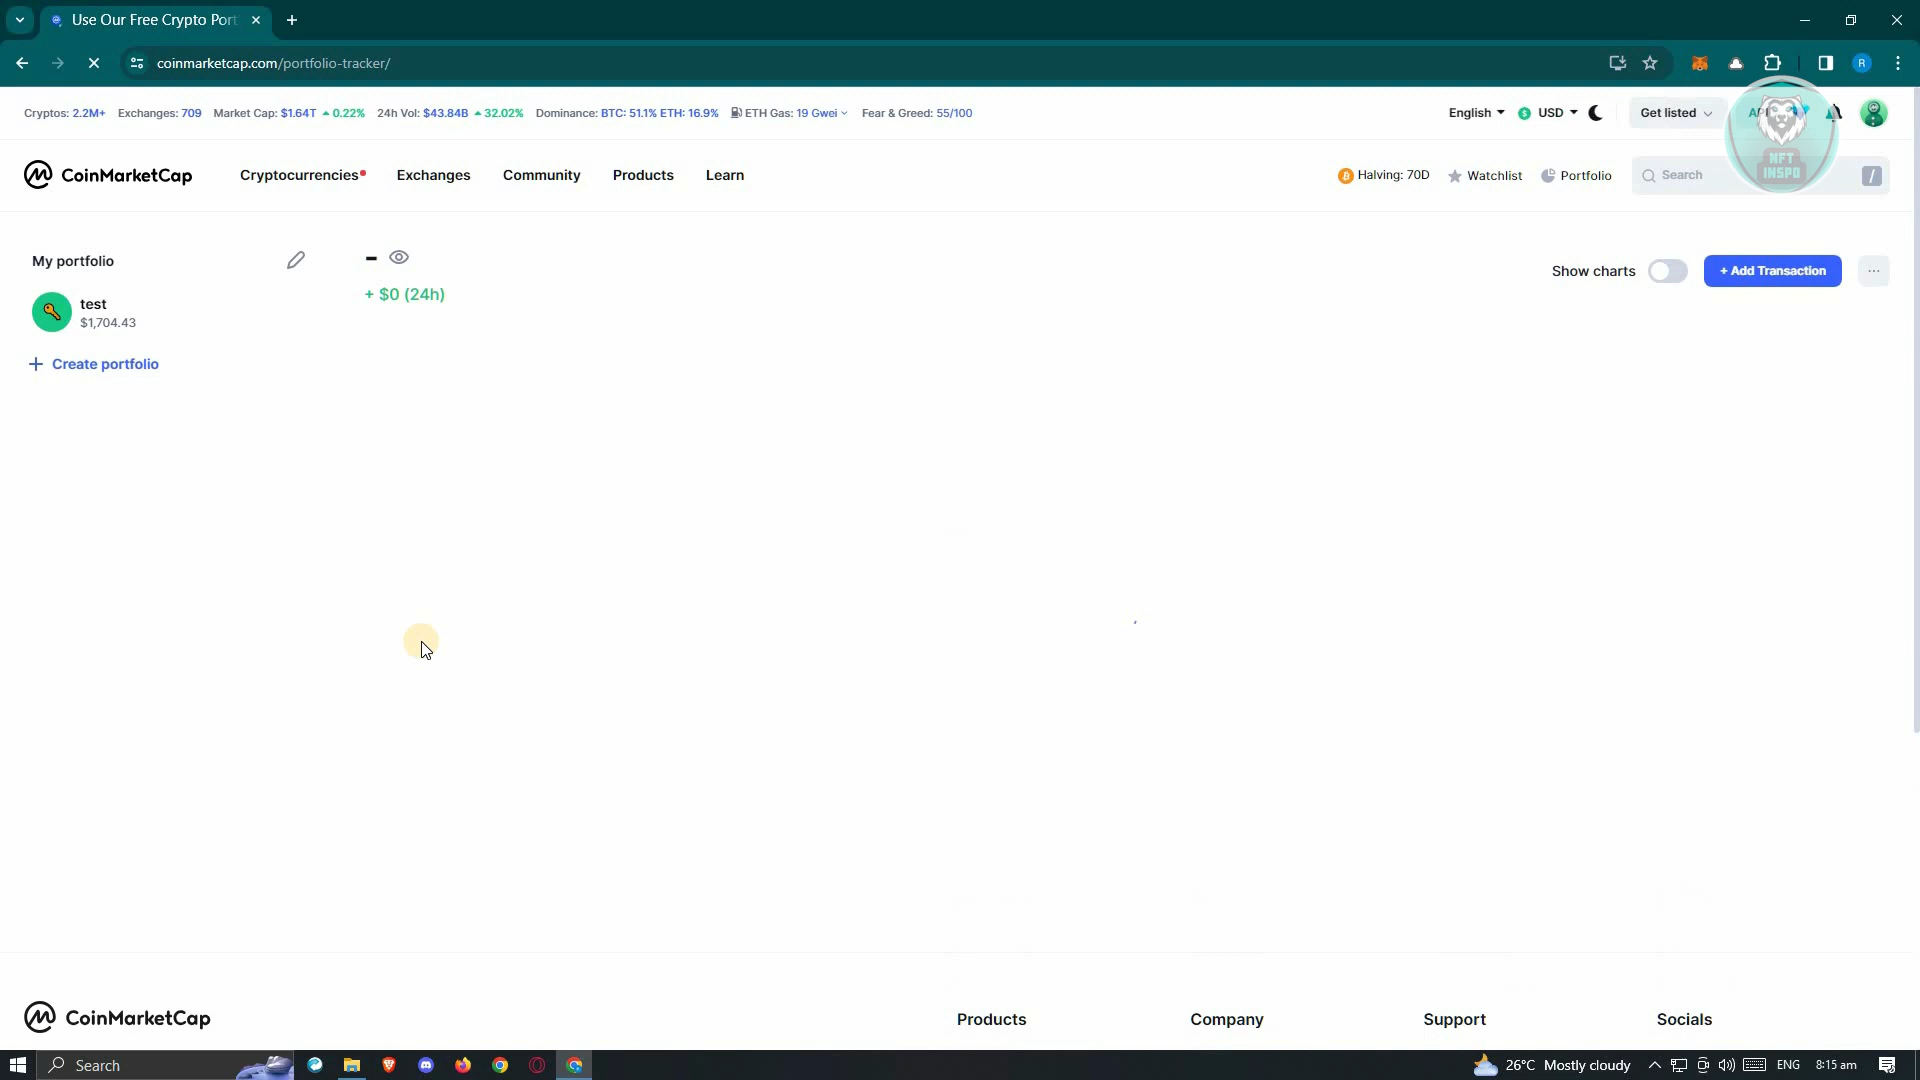 Use Our Free Crypto Port
coinmarketcap.com/portfolio-tracker/
R
Cryptos: 2.2M+ Exchanges: 709 Market Cap: $1.64T 0.22% 24h Vol: $43.84B 32.02% Dominance: BTC: 51.1% ETH: 16.9% ETH Gas: 19 Gwei Fear & Greed: 55/100
English $ USD Get listed API
NFT
INSPO
CoinMarketCap Cryptocurrencies Exchanges Community Products Learn
Halving: 70D Watchlist Portfolio Search /
My portfolio
-
+ $0 (24h)
Show charts + Add Transaction ...
test
$1,704.43
+ Create portfolio
CoinMarketCap Products Company Support Socials
Search 26°C Mostly cloudy ENG 8:15 am